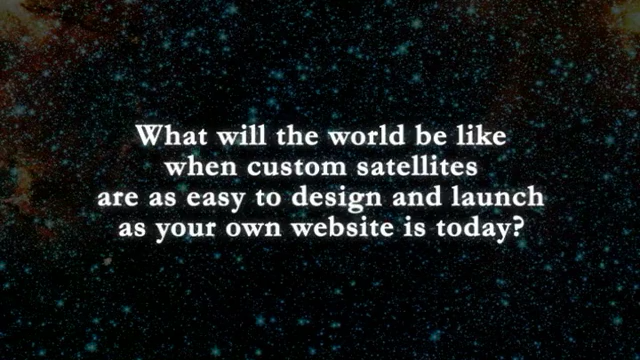 What will the world be like
when custom satellites
are as easy to design and launch
as your own website is today?